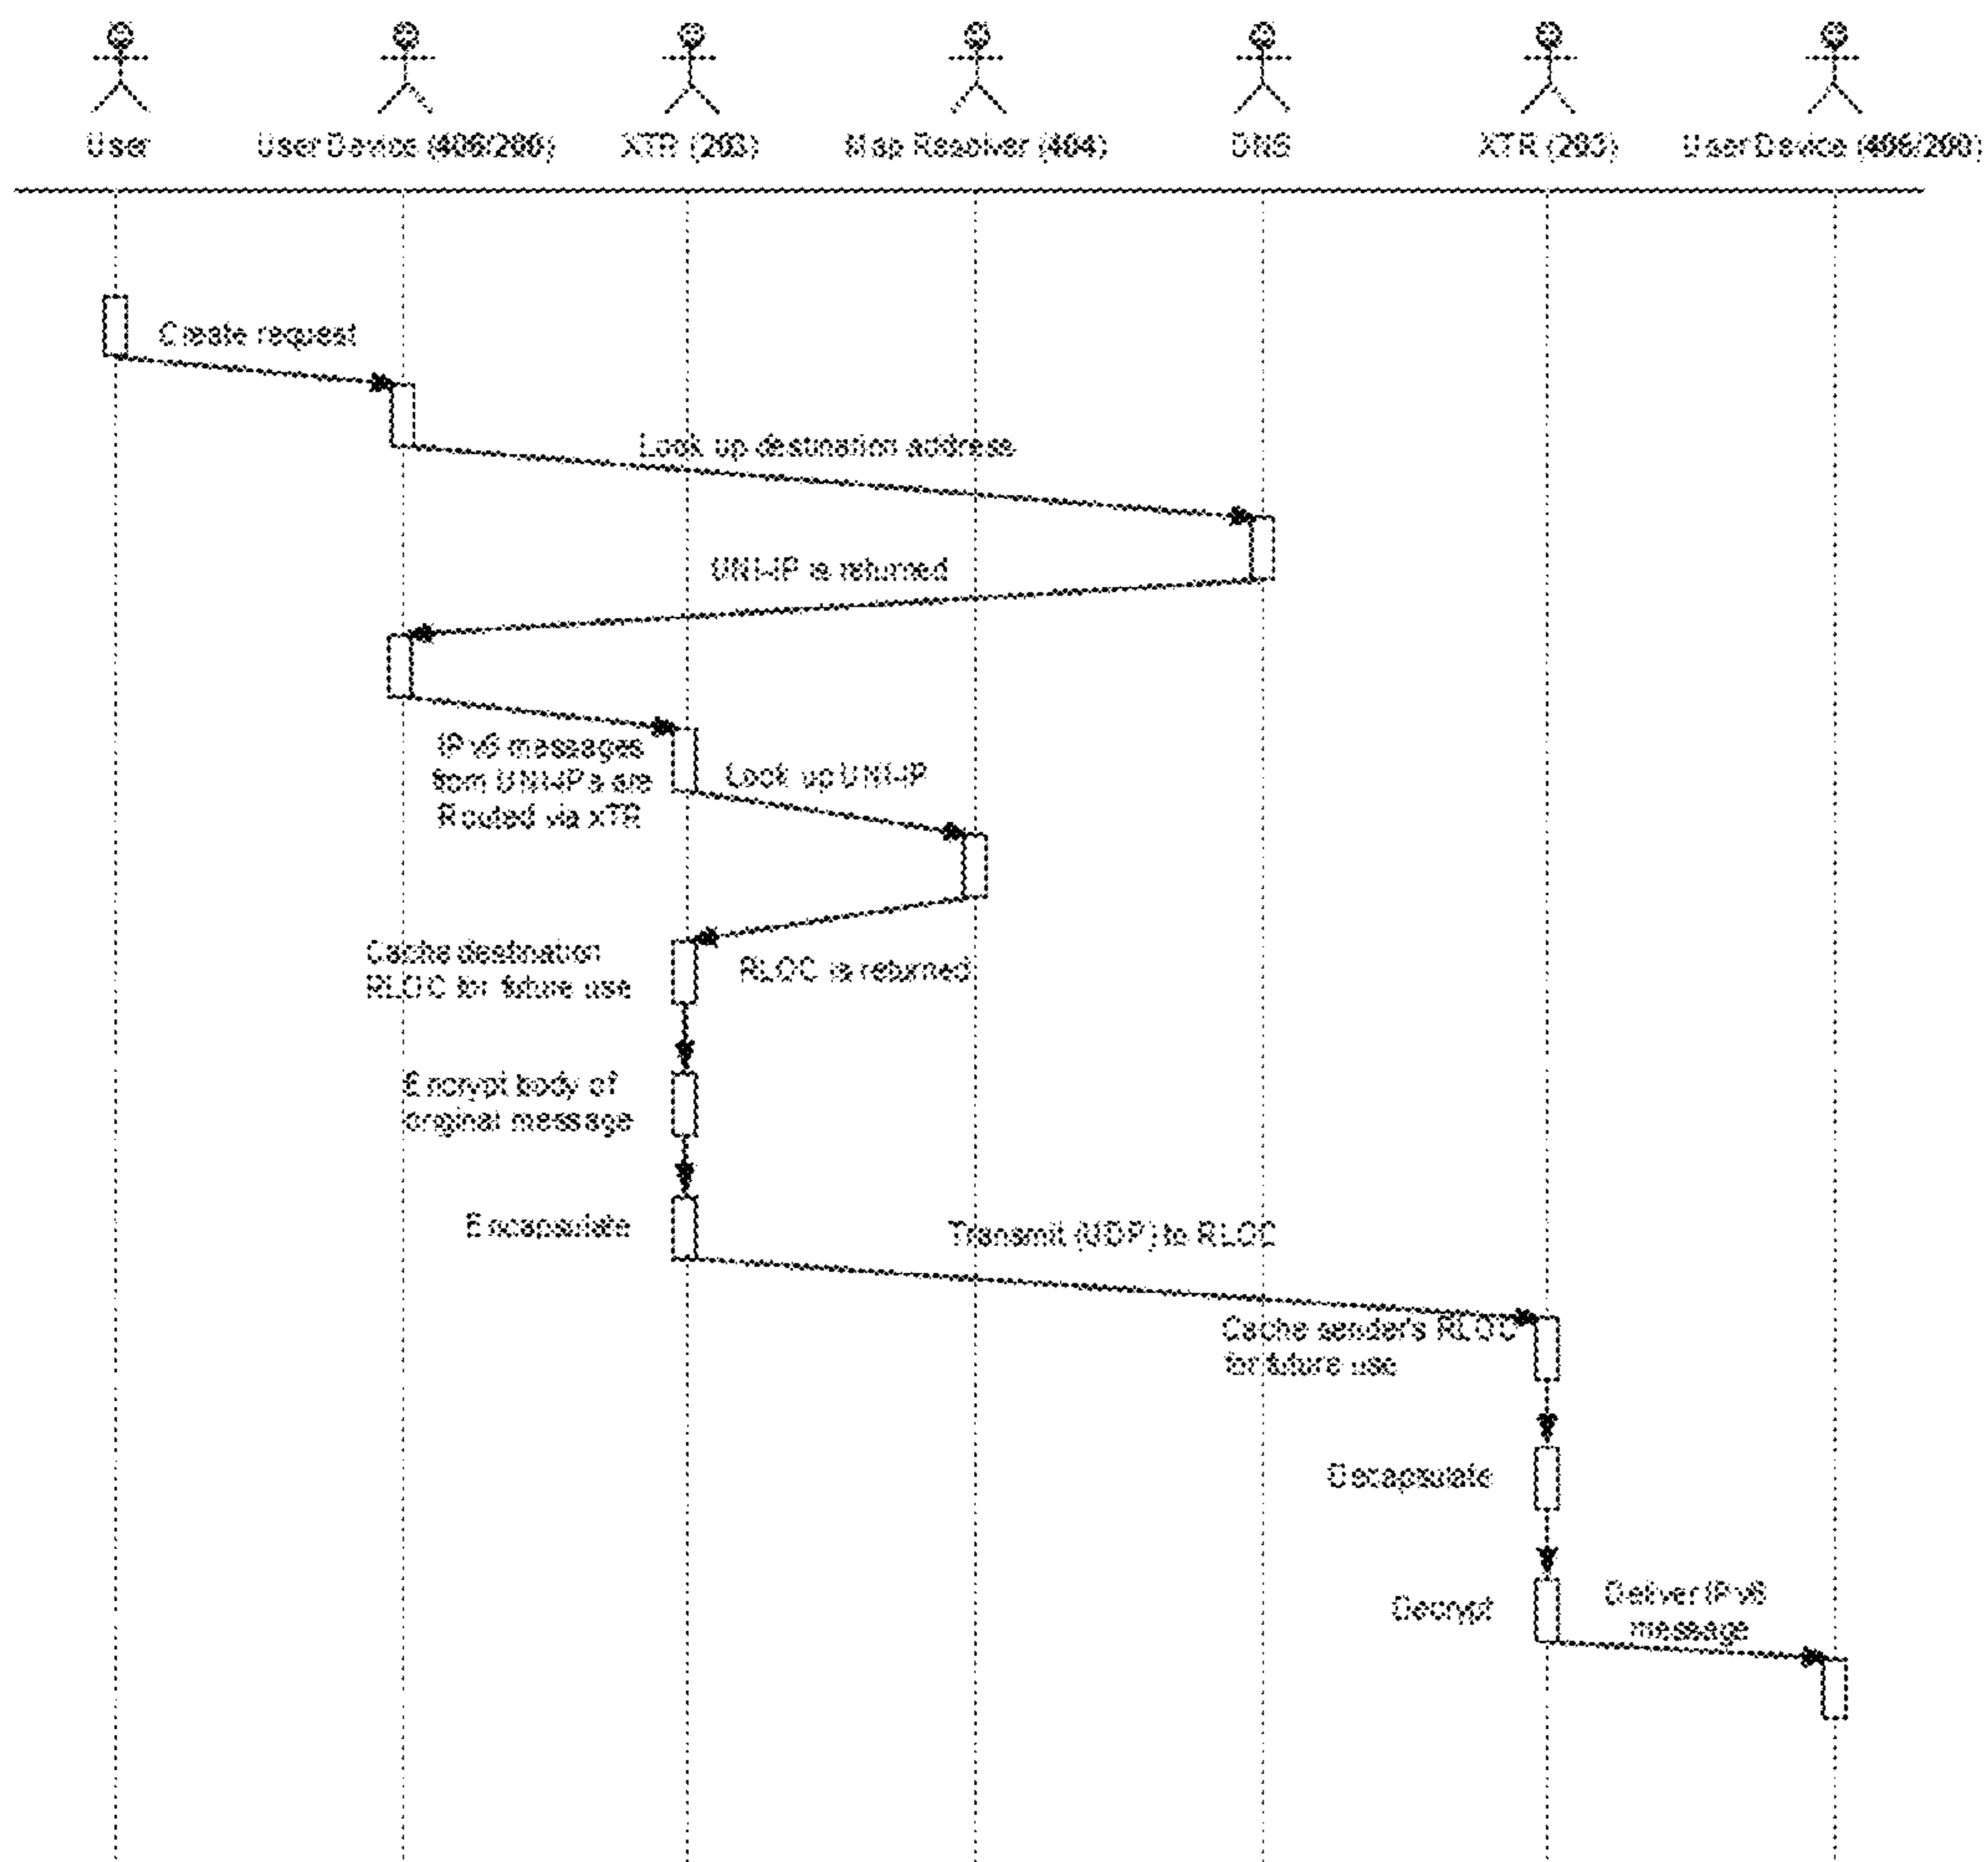 User
User Device (406/200)
XTR (203)
Map Resolver (404)
DNS
XTR (203)
User Device (406/200)
Create request
Look up destination address
UNI-IP is returned
IPv6 messages
from UNI-IPs are
Routed via xTR
Look up UNI-IP
Cache destination
RLOC for future use
RLOC is returned
Encrypt body of
original message
Encapsulate
Transmit (UDP) to RLOC
Cache sender's RLOC
for future use
Decapsulate
Decrypt
Deliver IPv6
message